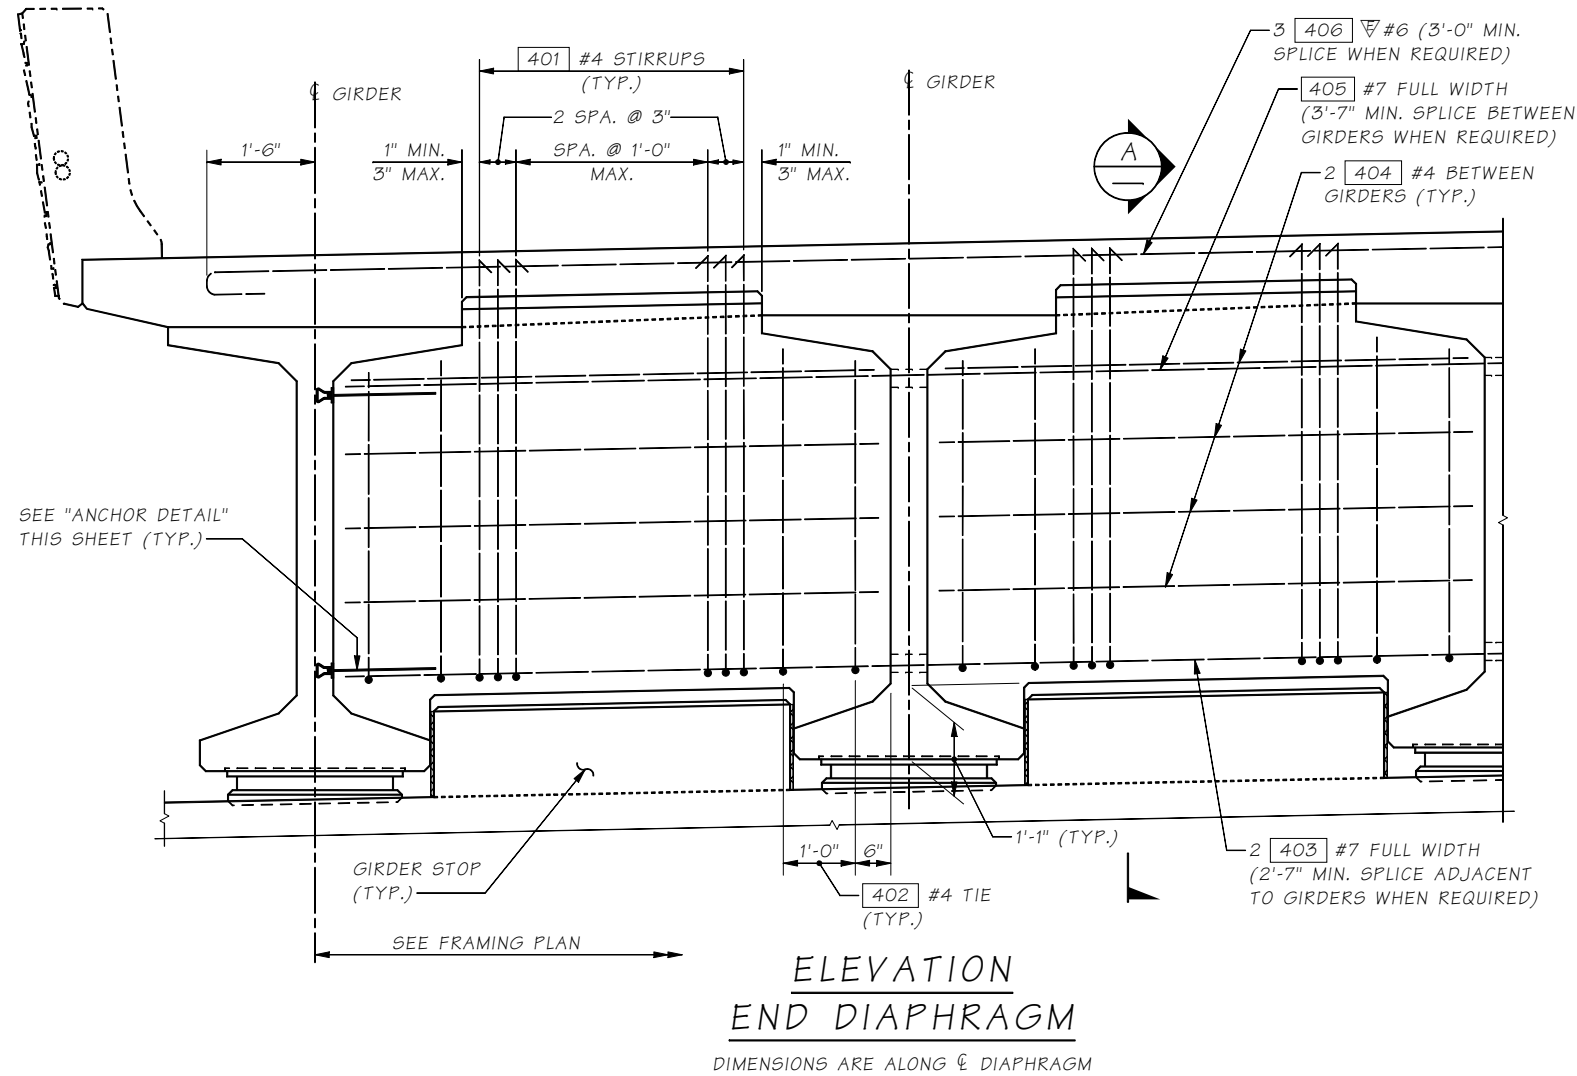 3 406 E #6 (3'-0" MIN.
SPLICE WHEN REQUIRED)
401 #4 STIRRUPS
(TYP.)
405 #7 FULL WIDTH
(3'-7" MIN. SPLICE BETWEEN
GIRDERS WHEN REQUIRED)
℄ GIRDER
℄ GIRDER
2 SPA. @ 3"
1'-6"
1" MIN.
3" MAX.
SPA. @ 1'-0"
MAX.
1" MIN.
3" MAX.
A
2 404 #4 BETWEEN
GIRDERS (TYP.)
SEE "ANCHOR DETAIL"
THIS SHEET (TYP.)
1'-1" (TYP.)
1'-0"
6"
GIRDER STOP
(TYP.)
402 #4 TIE
(TYP.)
2 403 #7 FULL WIDTH
(2'-7" MIN. SPLICE ADJACENT
TO GIRDERS WHEN REQUIRED)
SEE FRAMING PLAN
ELEVATION
END DIAPHRAGM
DIMENSIONS ARE ALONG ℄ DIAPHRAGM